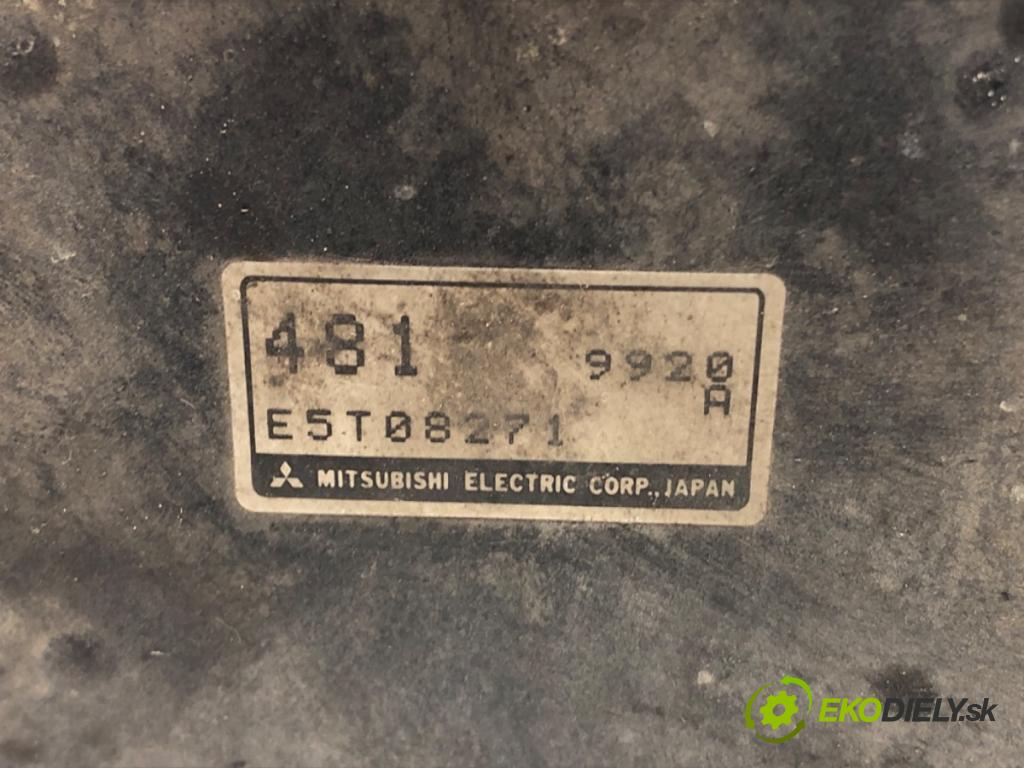 481 9920
A
E5T08271
MITSUBISHI ELECTRIC CORP., JAPAN
EKODIELY.sk